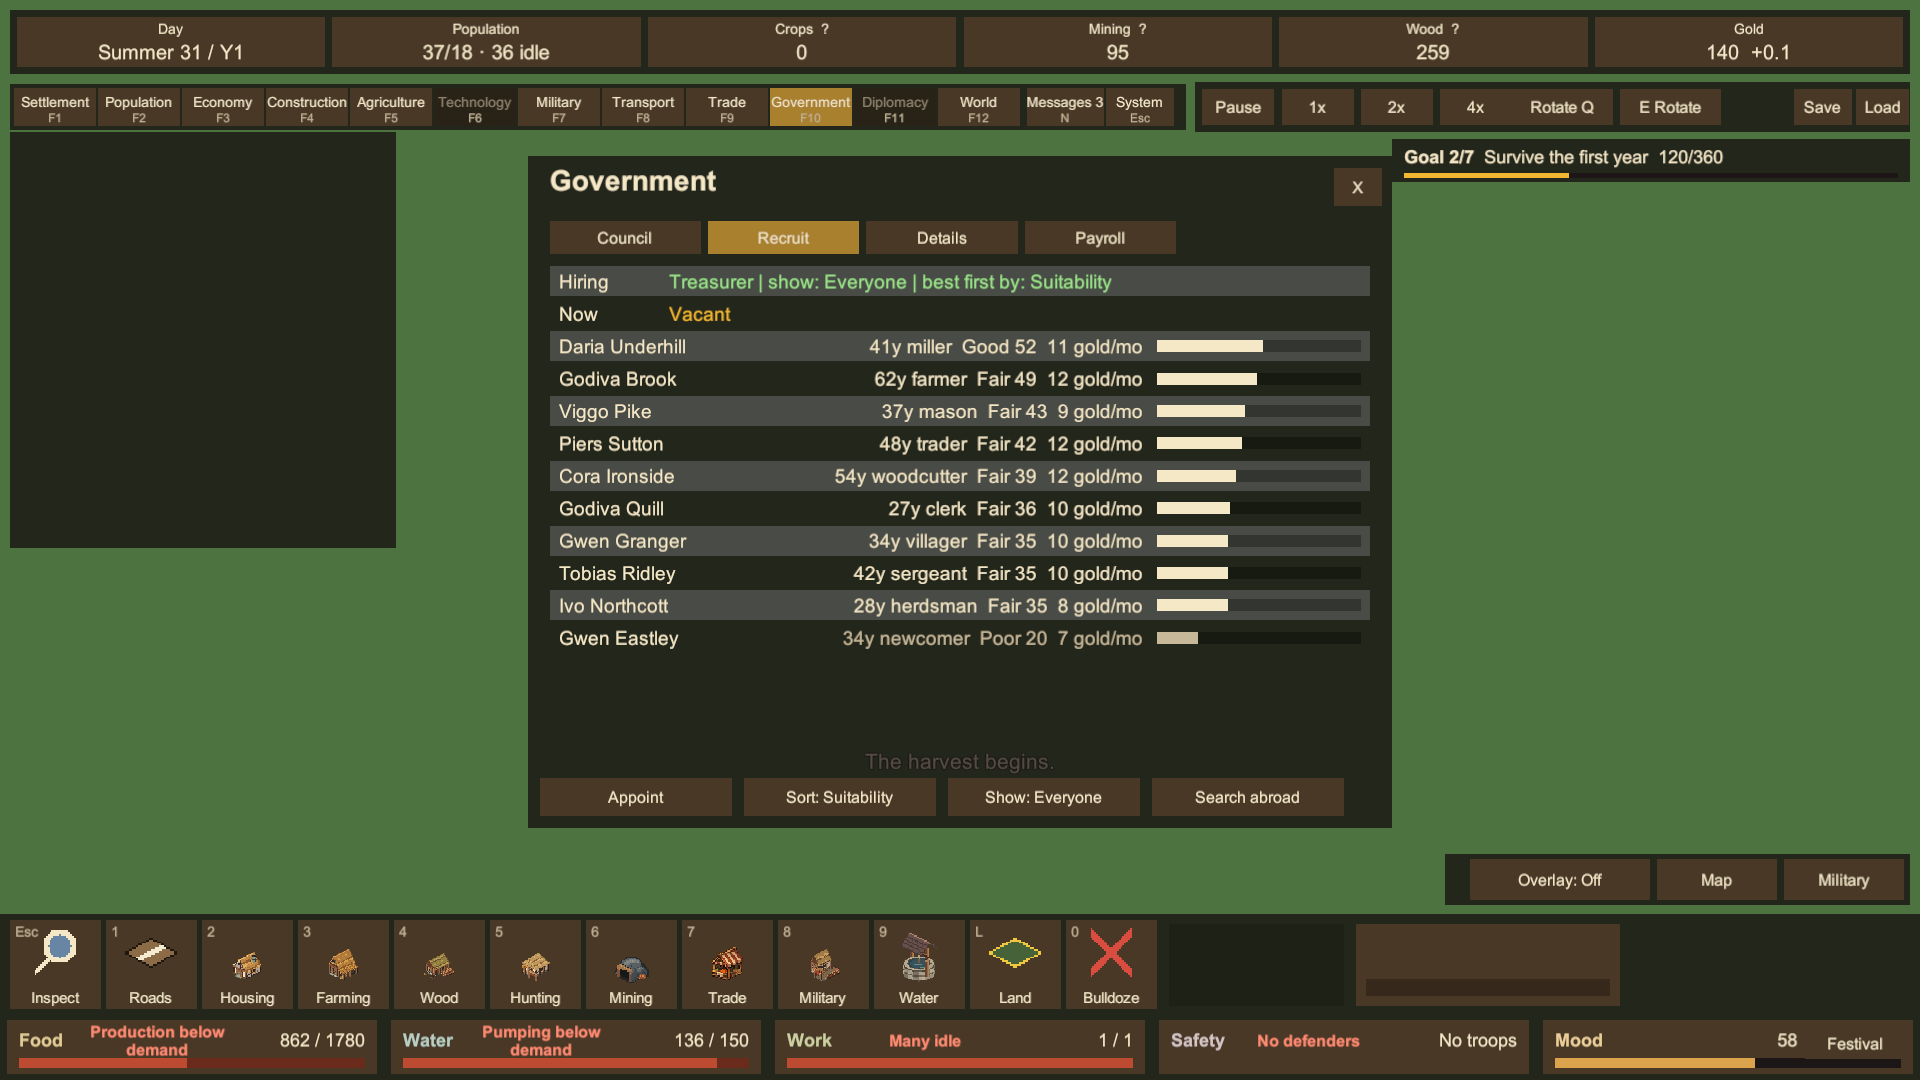 Day
Summer 31 / Y1
Population
37/18 · 36 idle
Crops ?
0
Mining ?
95
Wood ?
259
Gold
140 +0.1
Settlement
F1
Population
F2
Economy
F3
Construction
F4
Agriculture
F5
Technology
F6
Military
F7
Transport
F8
Trade
F9
Government
F10
Diplomacy
F11
World
F12
Messages 3
N
System
Esc
Pause
1x
2x
4x
Rotate Q
E Rotate
Save
Load
Goal 2/7 Survive the first year 120/360
Government
X
Council
Recruit
Details
Payroll
Hiring Treasurer | show: Everyone | best first by: Suitability
Now Vacant
Daria Underhill 41y miller Good 52 11 gold/mo
Godiva Brook 62y farmer Fair 49 12 gold/mo
Viggo Pike 37y mason Fair 43 9 gold/mo
Piers Sutton 48y trader Fair 42 12 gold/mo
Cora Ironside 54y woodcutter Fair 39 12 gold/mo
Godiva Quill 27y clerk Fair 36 10 gold/mo
Gwen Granger 34y villager Fair 35 10 gold/mo
Tobias Ridley 42y sergeant Fair 35 10 gold/mo
Ivo Northcott 28y herdsman Fair 35 8 gold/mo
Gwen Eastley 34y newcomer Poor 20 7 gold/mo
The harvest begins.
Appoint
Sort: Suitability
Show: Everyone
Search abroad
Overlay: Off
Map
Military
Esc
Inspect
1
Roads
2
Housing
3
Farming
4
Wood
5
Hunting
6
Mining
7
Trade
8
Military
9
Water
L
Land
0
Bulldoze
Food
Production below
demand
862 / 1780
Water
Pumping below
demand
136 / 150
Work
Many idle
1 / 1
Safety
No defenders
No troops
Mood
58
Festival